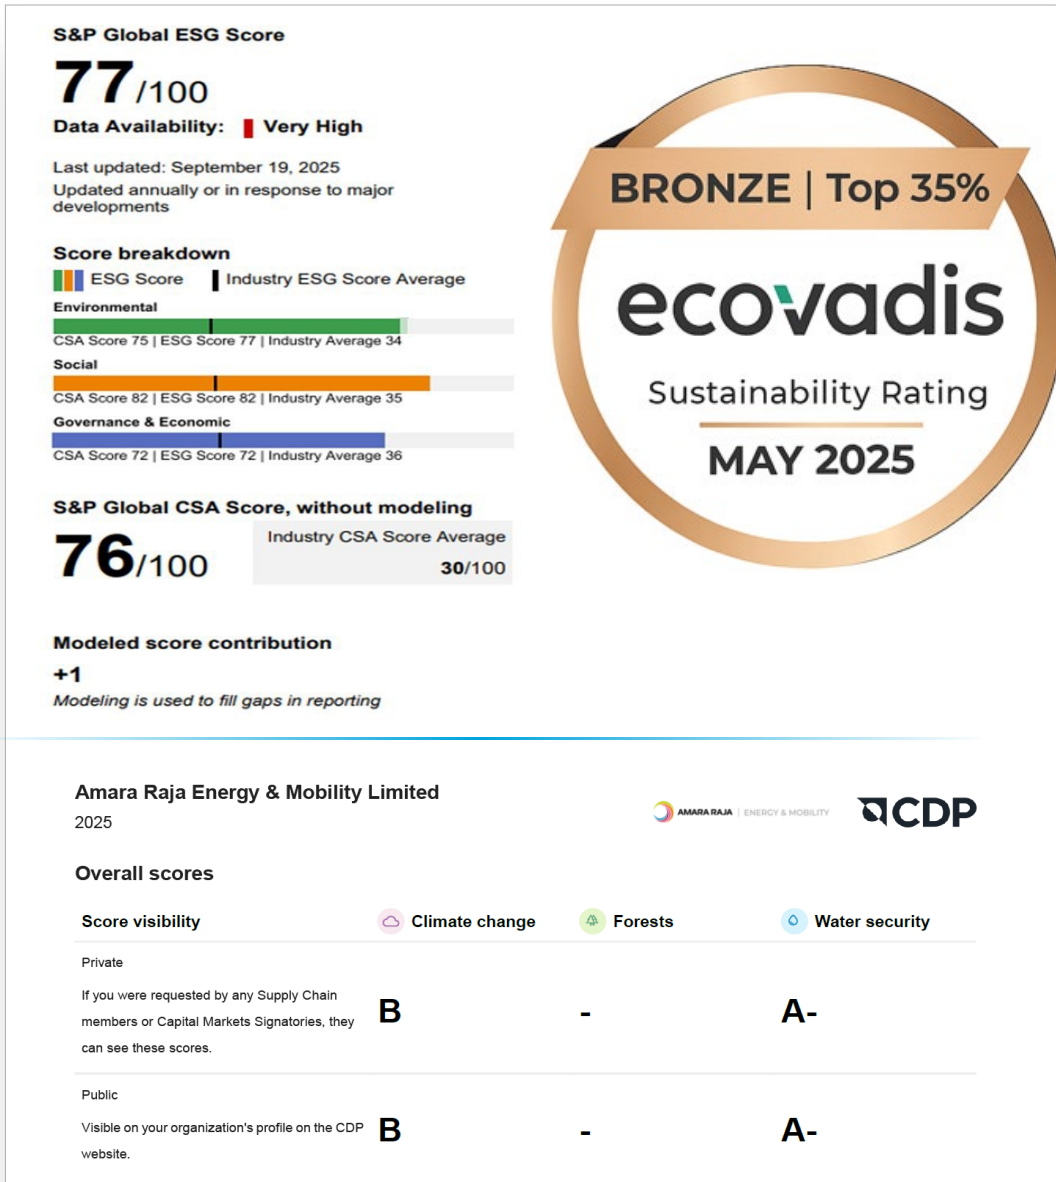 S&P Global ESG Score
77/100
Data Availability: Very High
Last updated: September 19, 2025
Updated annually or in response to major
developments
Score breakdown
ESG Score Industry ESG Score Average
Environmental
CSA Score 75 | ESG Score 77 | Industry Average 34
Social
CSA Score 82 | ESG Score 82 | Industry Average 35
Governance & Economic
CSA Score 72 | ESG Score 72 | Industry Average 36
S&P Global CSA Score, without modeling
76/100
Industry CSA Score Average
30/100
Modeled score contribution
+1
Modeling is used to fill gaps in reporting
BRONZE | Top 35%
ecovadis
Sustainability Rating
MAY 2025
Amara Raja Energy & Mobility Limited
2025
AMARA RAJA | ENERGY & MOBILITY
CDP
Overall scores
Score visibility Climate change Forests Water security
Private
If you were requested by any Supply Chain
members or Capital Markets Signatories, they
can see these scores.
B - A-
Public
Visible on your organization's profile on the CDP
website.
B - A-